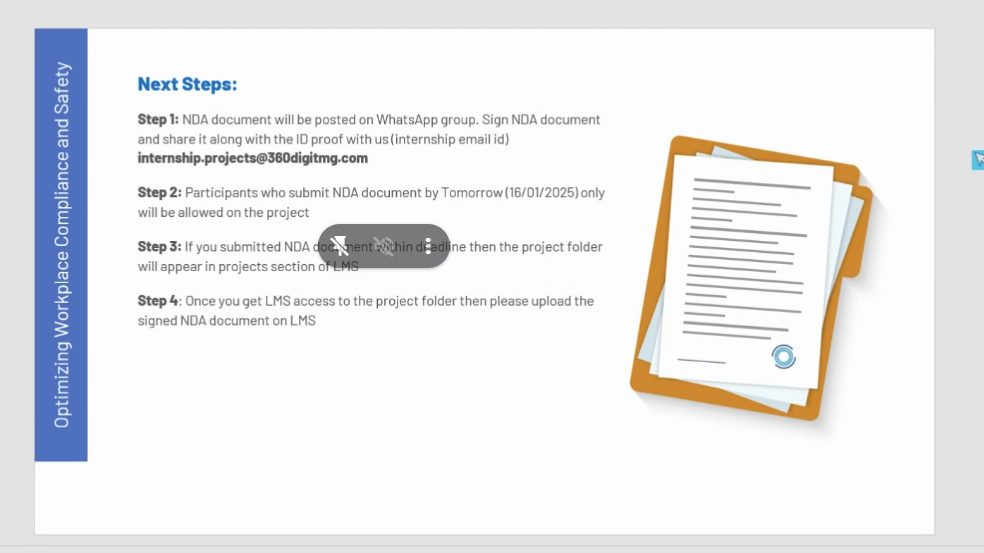 Optimizing Workplace Compliance and Safety
Next Steps:
Step 1: NDA document will be posted on WhatsApp group. Sign NDA document
and share it along with the ID proof with us (internship email id)
internship.projects@360digitmg.com
Step 2: Participants who submit NDA document by Tomorrow (16/01/2025) only
will be allowed on the project
Step 3: If you submitted NDA document within deadline then the project folder
will appear in projects section of LMS
Step 4: Once you get LMS access to the project folder then please upload the
signed NDA document on LMS